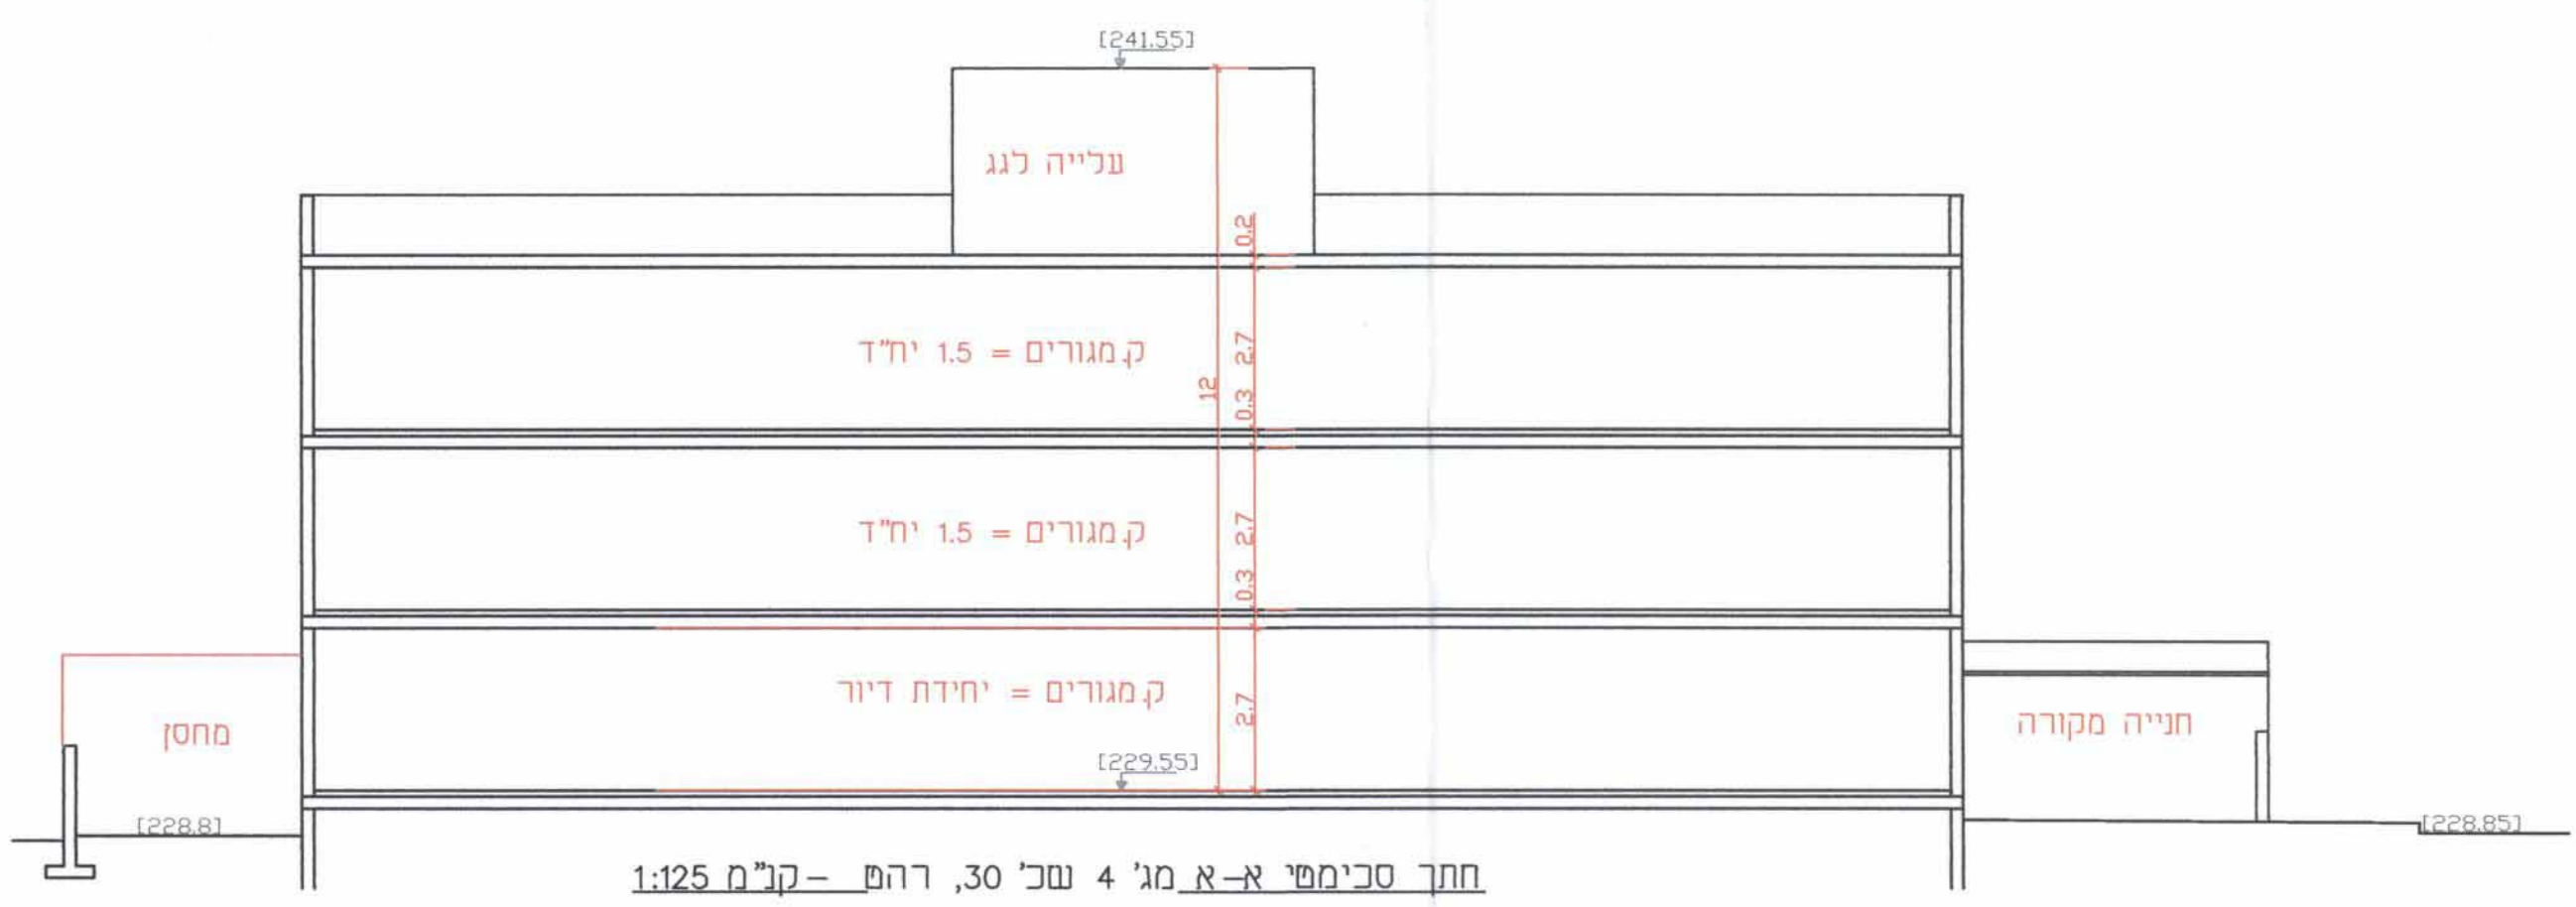 [241.55]
עלייה לגג
0.2
ק.מגורים = 1.5 יח"ד
2.7
12
0.3
ק.מגורים = 1.5 יח"ד
2.7
0.3
ק.מגורים = יחידת דיור
2.7
מחסן
חנייה מקורה
[229.55]
[228.8]
[228.85]
חתך סכימטי א-א מג' 4 שכ' 30, רהט - קנ"מ 1:125